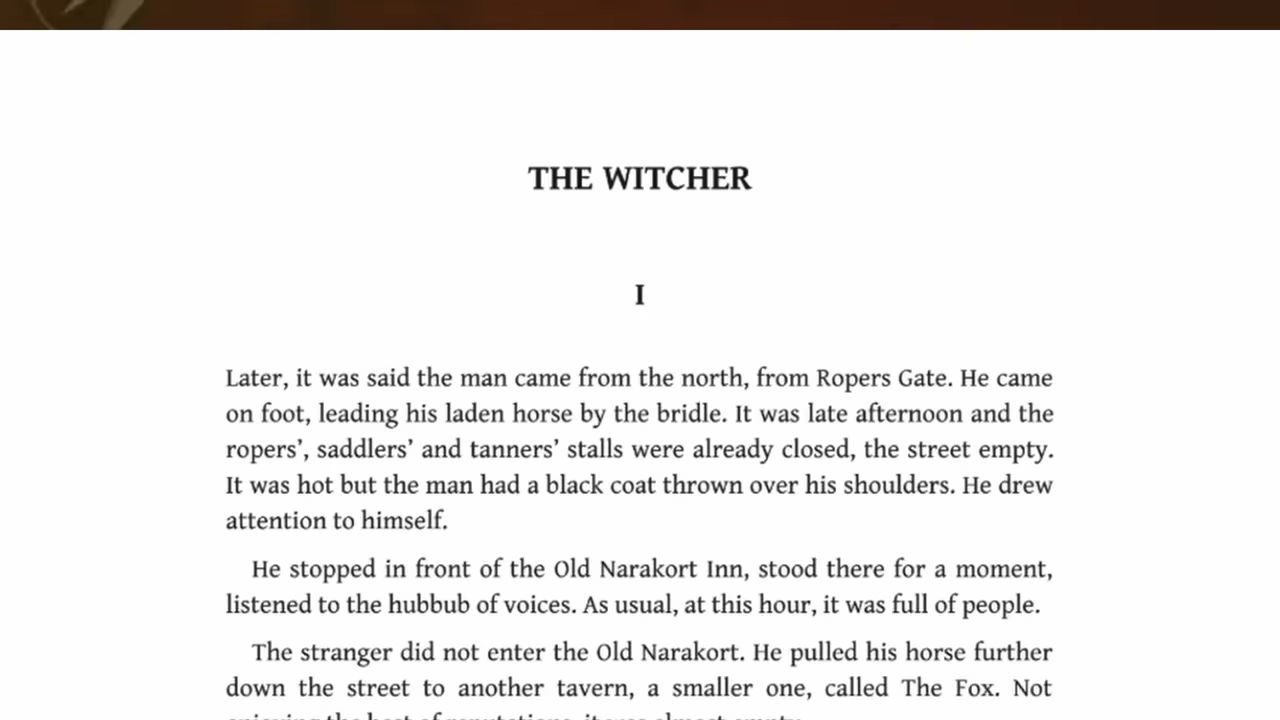 THE WITCHER
I
Later, it was said the man came from the north, from Ropers Gate. He came
on foot, leading his laden horse by the bridle. It was late afternoon and the
ropers’, saddlers’ and tanners’ stalls were already closed, the street empty.
It was hot but the man had a black coat thrown over his shoulders. He drew
attention to himself.
He stopped in front of the Old Narakort Inn, stood there for a moment,
listened to the hubbub of voices. As usual, at this hour, it was full of people.
The stranger did not enter the Old Narakort. He pulled his horse further
down the street to another tavern, a smaller one, called The Fox. Not